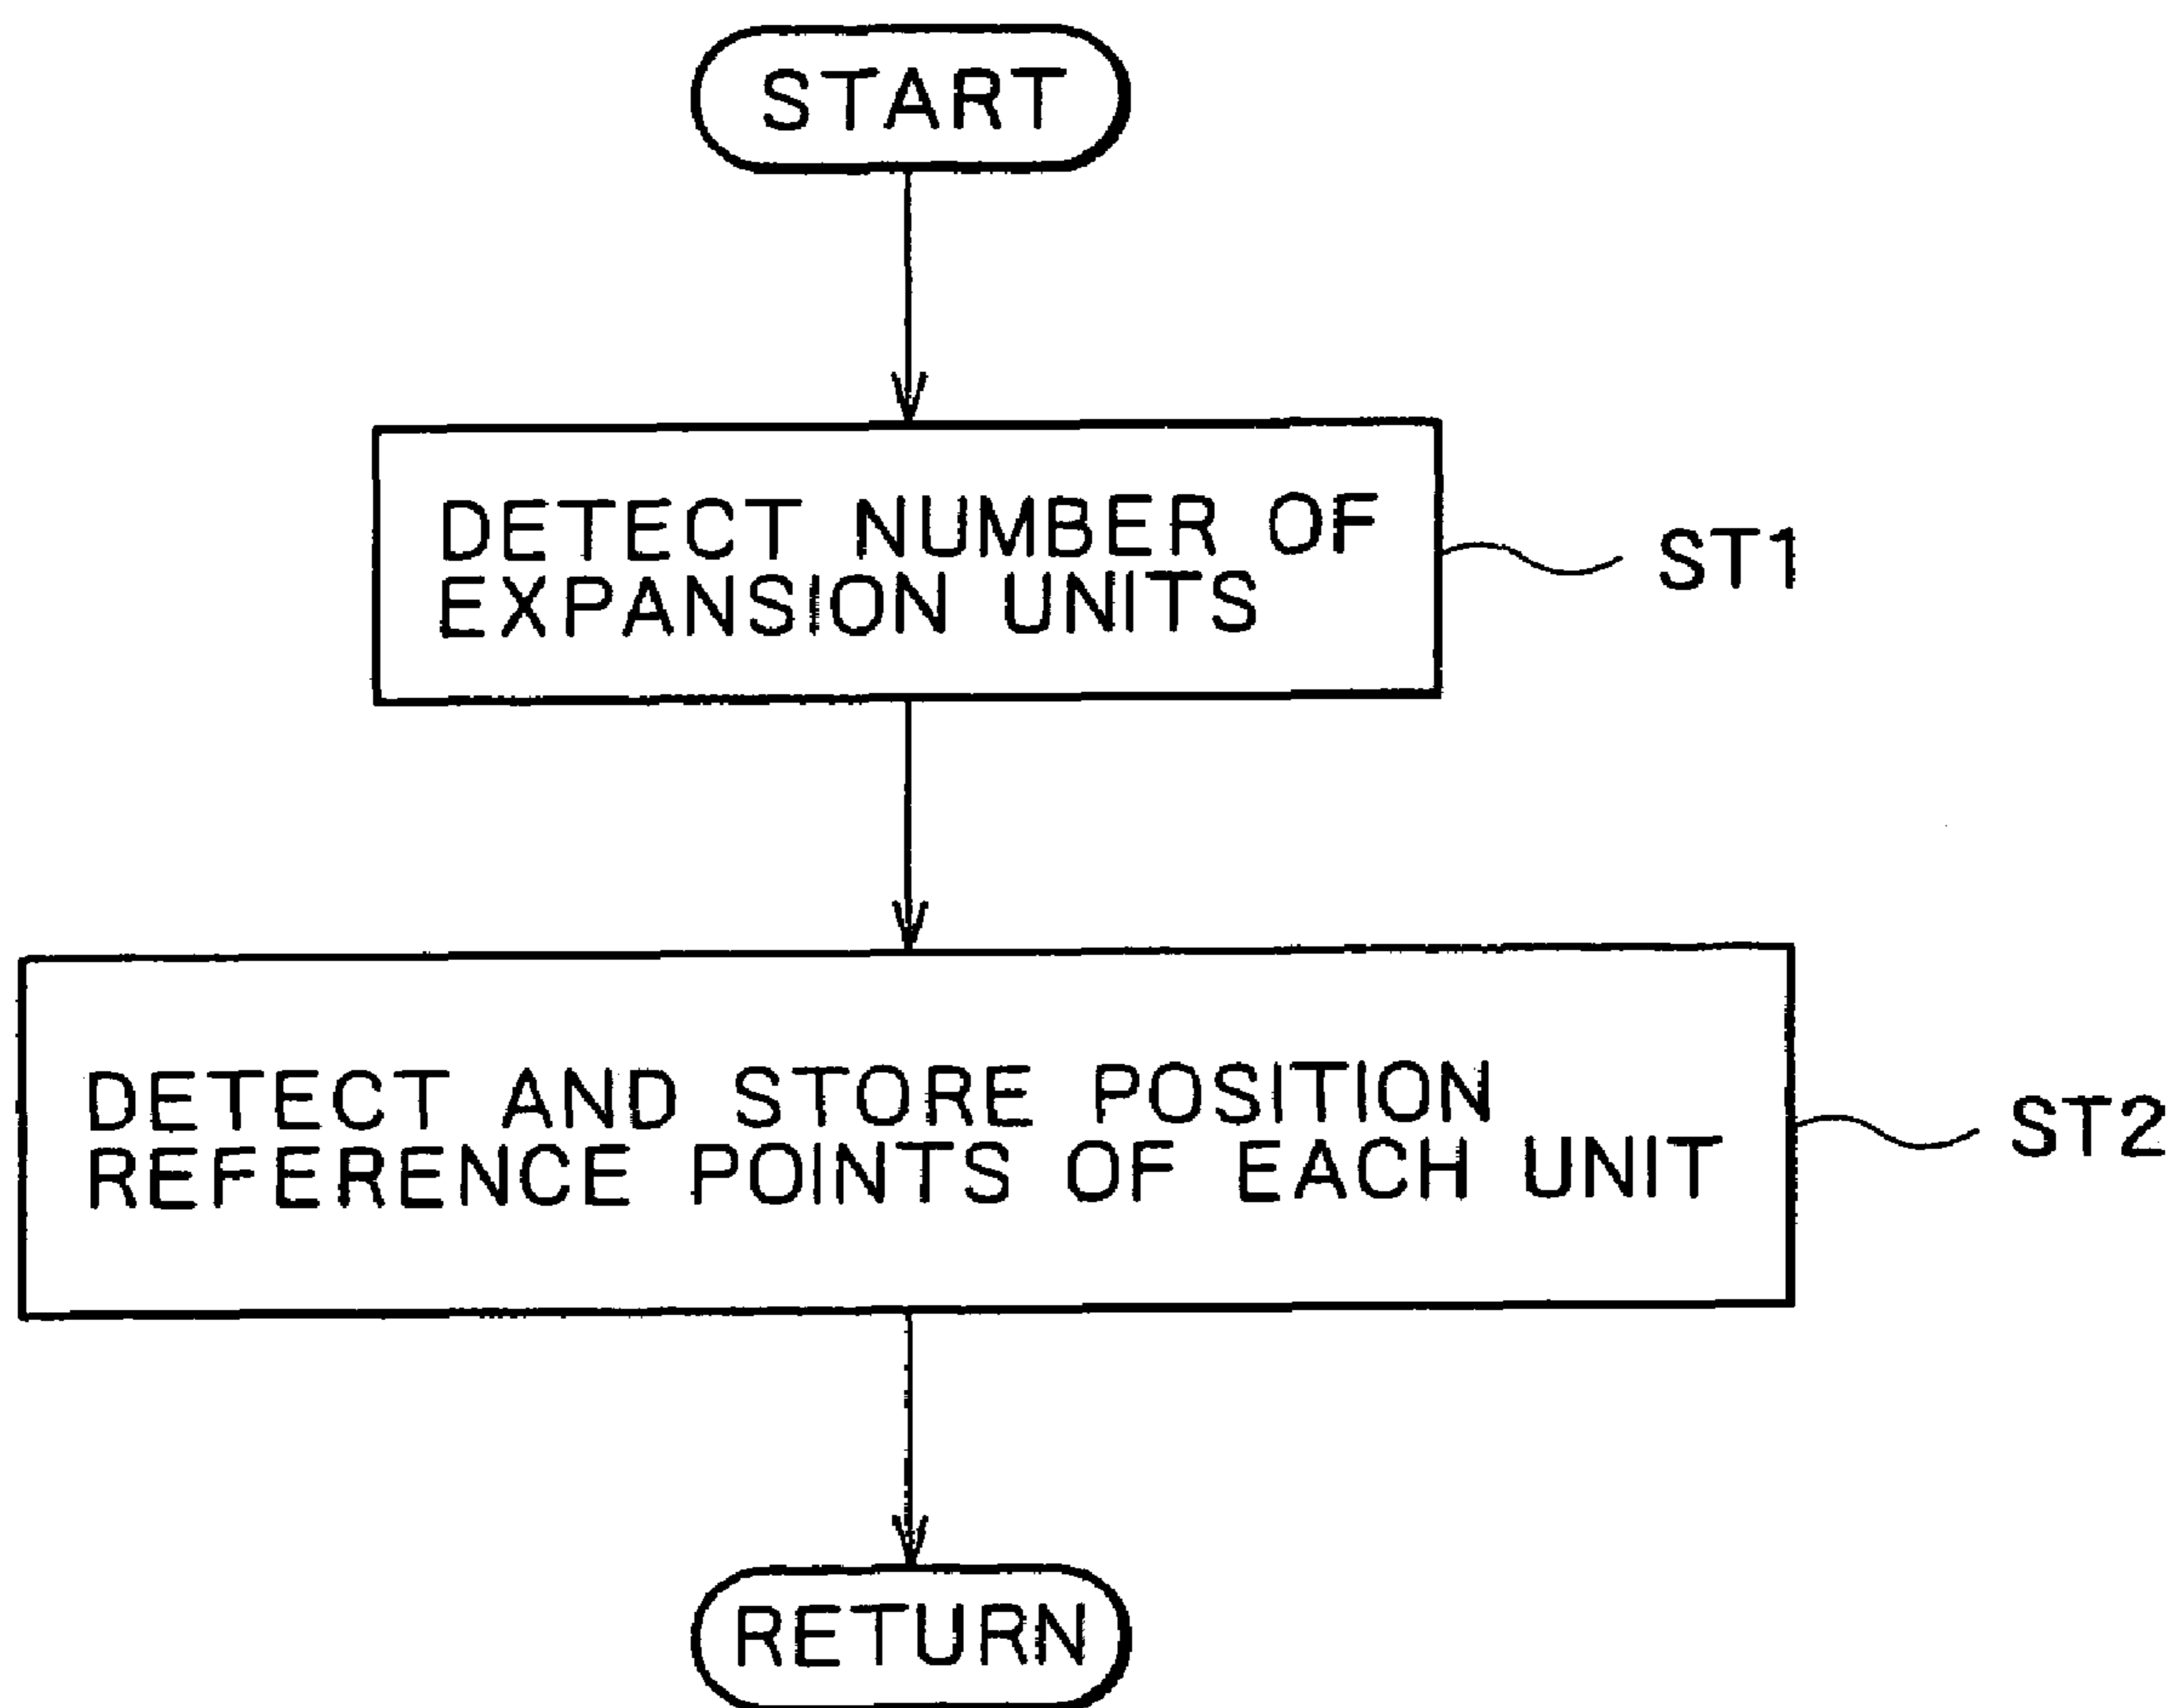 START
DETECT NUMBER OF
EXPANSION UNITS
ST1
DETECT AND STORE POSITION
REFERENCE POINTS OF EACH UNIT
ST2
RETURN